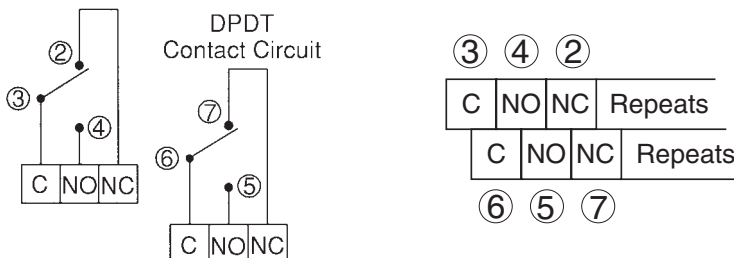 DPDT
Contact Circuit
②
③
④
C NO NC
⑦
⑥
⑤
C NO NC
③ ④ ②
C NO NC Repeats
C NO NC Repeats
⑥ ⑤ ⑦